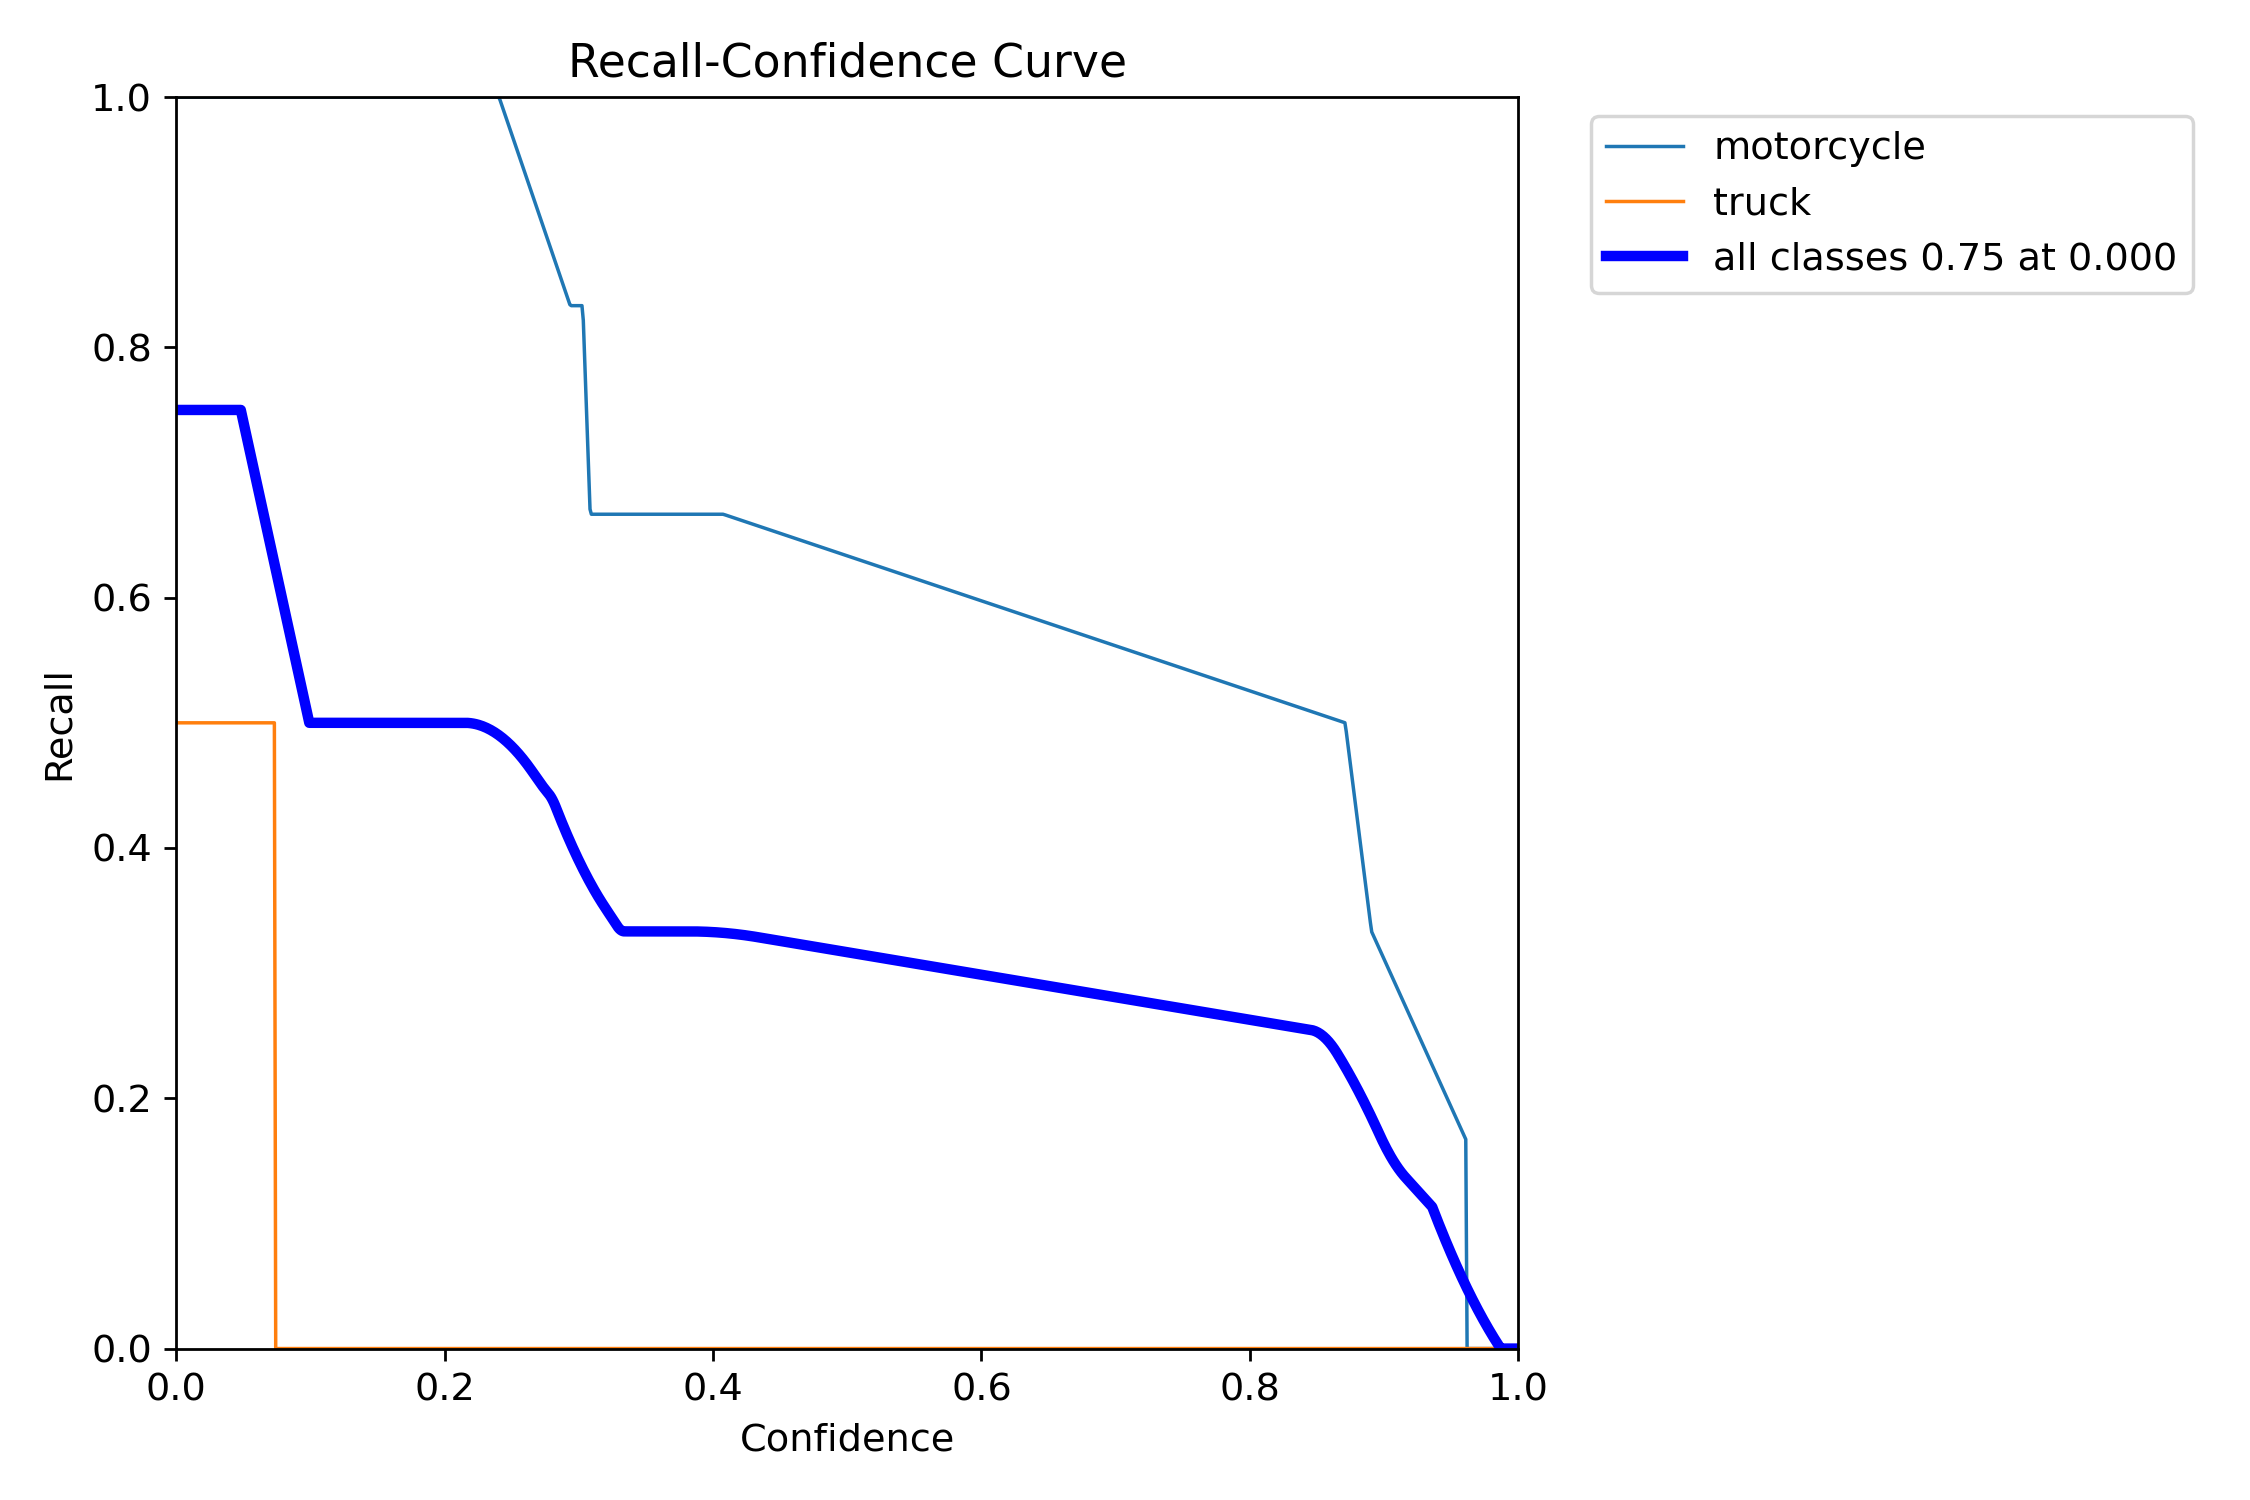 Recall-Confidence Curve
motorcycle
truck
all classes 0.75 at 0.000
1.0
0.8
0.6
0.4
0.2
0.0
Recall
0.0 0.2 0.4 0.6 0.8 1.0
Confidence